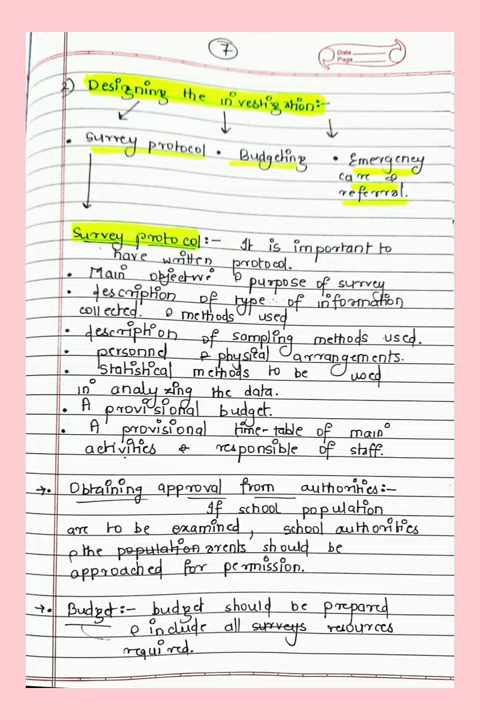 7
Date
Page
2) Designing the investigation:-
• Survey protocol • Budgeting • Emergency
care &
referral.
Survey protocol:- It is important to
have written protocol.
• Main objective & purpose of survey
• description of type of information
collected. & methods used
• description of sampling methods used.
• personnel & physical arrangements.
• Statistical methods to be used
in analyzing the data.
• A provisional budget.
• A provisional time-table of main
activities & responsible of staff.
→. Obtaining approval from authorities:-
If school population
are to be examined, school authorities
& the population arents should be
approached for permission.
→. Budget:- budget should be prepared
& include all surveys resources
required.